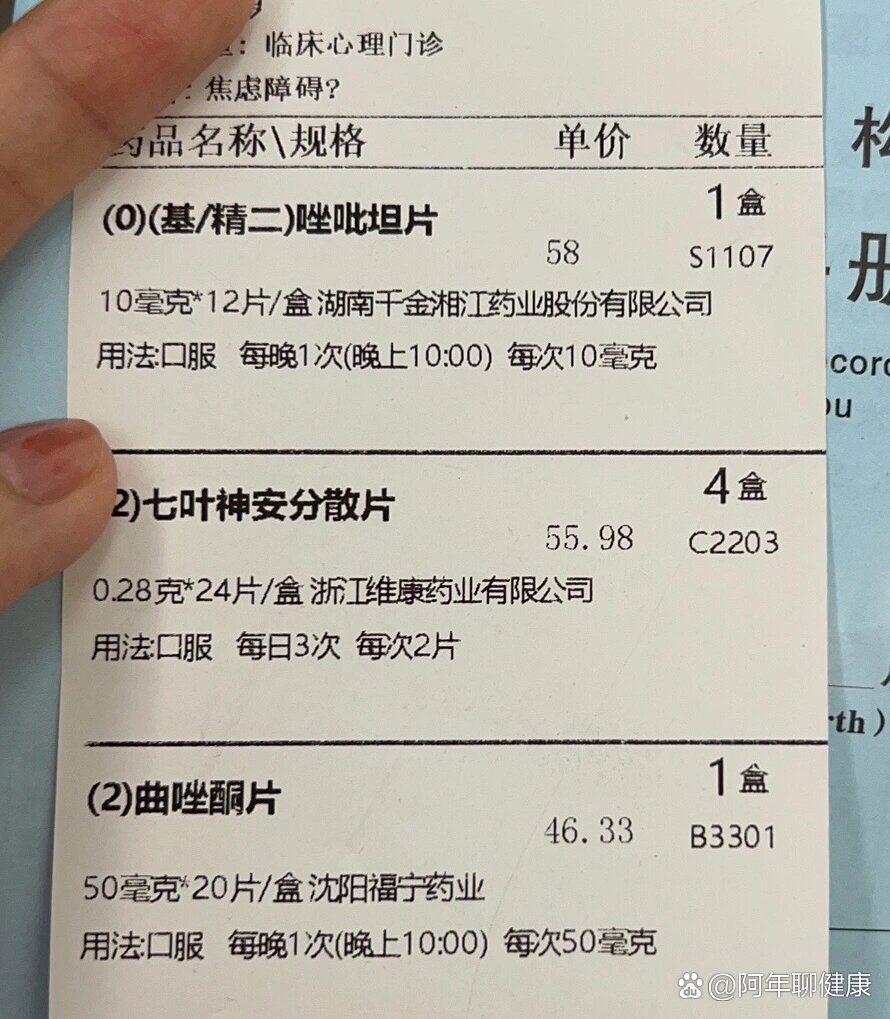 ：临床心理门诊
：焦虑障碍?
药品名称\规格 单价 数量
(0)(基/精二)唑吡坦片 1盒
58 S1107
10毫克*12片/盒 湖南千金湘江药业股份有限公司
用法:口服 每晚1次(晚上10:00) 每次10毫克
2)七叶神安分散片 4盒
55.98 C2203
0.28克*24片/盒 浙江维康药业有限公司
用法:口服 每日3次 每次2片
(2)曲唑酮片 1盒
46.33 B3301
50毫克*20片/盒 沈阳福宁药业
用法:口服 每晚1次(晚上10:00) 每次50毫克
松
册
cord
ou
rth)
du @阿年聊健康